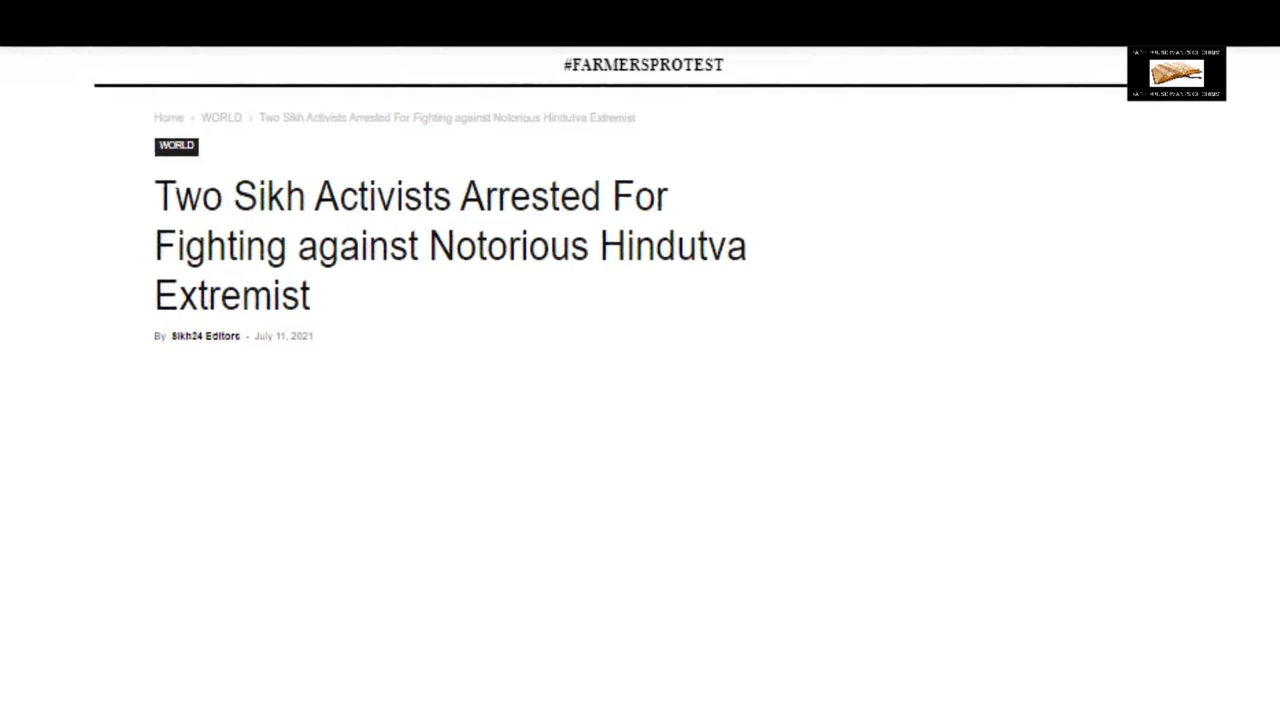 #FARMERSPROTEST
Home › WORLD › Two Sikh Activists Arrested For Fighting against Notorious Hindutva Extremist
WORLD
Two Sikh Activists Arrested For
Fighting against Notorious Hindutva
Extremist
By Sikh24 Editors - July 11, 2021